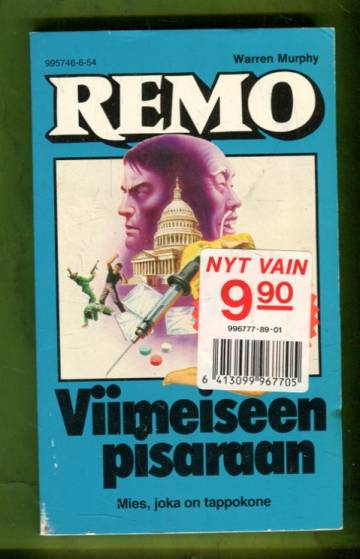 995746-6-54
Warren Murphy
REMO
NYT VAIN
9 90
996777-89-01
6 413099 967705
Viimeiseen
pisaraan
Mies, joka on tappokone